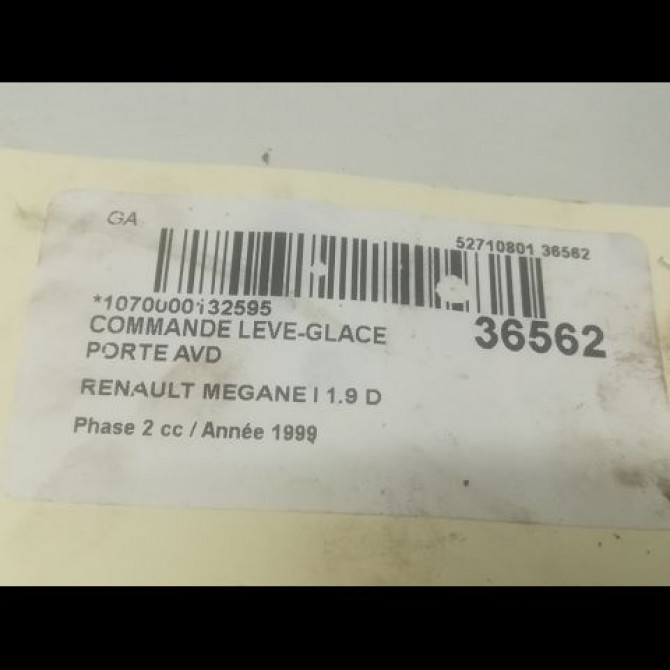 GA
52710801 36562
*1070000132595
36562
COMMANDE LEVE-GLACE
PORTE AVD
RENAULT MEGANE I 1.9 D
Phase 2 cc / Année 1999